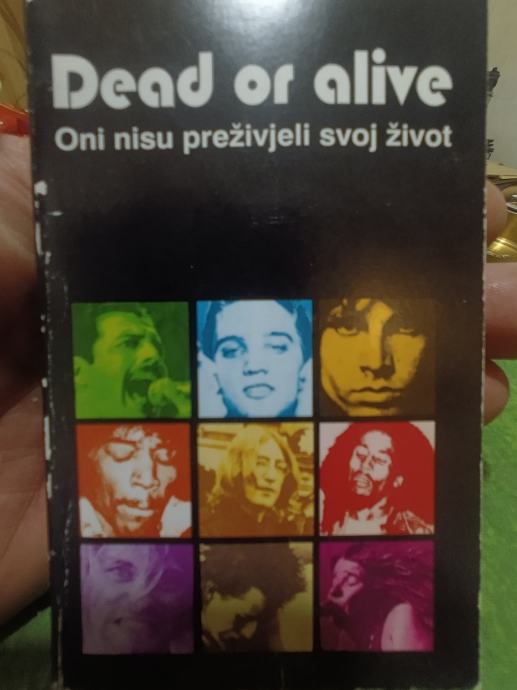 Dead or alive
Oni nisu preživjeli svoj život